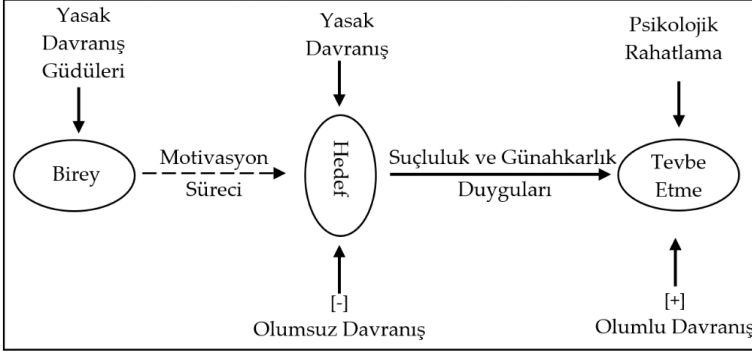 Yasak
Davranış
Güdüleri
Birey
Motivasyon
Süreci
Yasak
Davranış
Hedef
[-]
Olumsuz Davranış
Suçluluk ve Günahkarlık
Duyguları
Psikolojik
Rahatlama
Tevbe
Etme
[+]
Olumlu Davranış